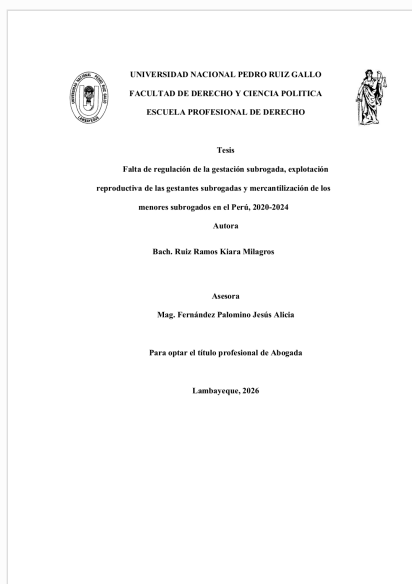 UNIVERSIDAD NACIONAL PEDRO RUIZ GALLO
FACULTAD DE DERECHO Y CIENCIA POLITICA
ESCUELA PROFESIONAL DE DERECHO
Tesis
Falta de regulación de la gestación subrogada, explotación
reproductiva de las gestantes subrogadas y mercantilización de los
menores subrogados en el Perú, 2020-2024
Autora
Bach. Ruiz Ramos Kiara Milagros
Asesora
Mag. Fernández Palomino Jesús Alicia
Para optar el título profesional de Abogada
Lambayeque, 2026